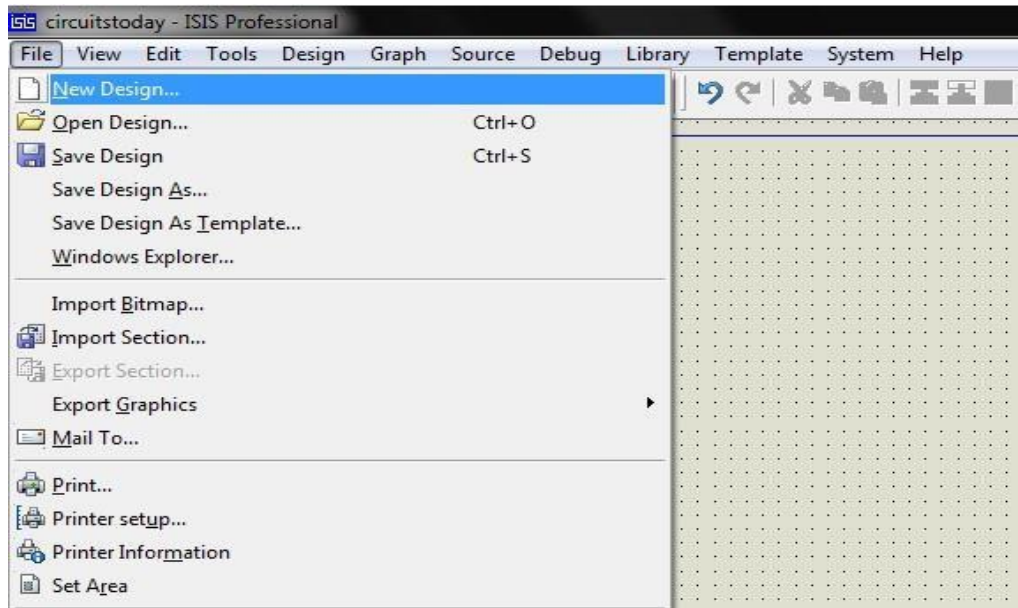 isis circuitstoday - ISIS Professional
File View Edit Tools Design Graph Source Debug Library Template System Help
New Design...
Open Design... Ctrl+O
Save Design Ctrl+S
Save Design As...
Save Design As Template...
Windows Explorer...
Import Bitmap...
Import Section...
Export Section...
Export Graphics
Mail To...
Print...
Printer setup...
Printer Information
Set Area